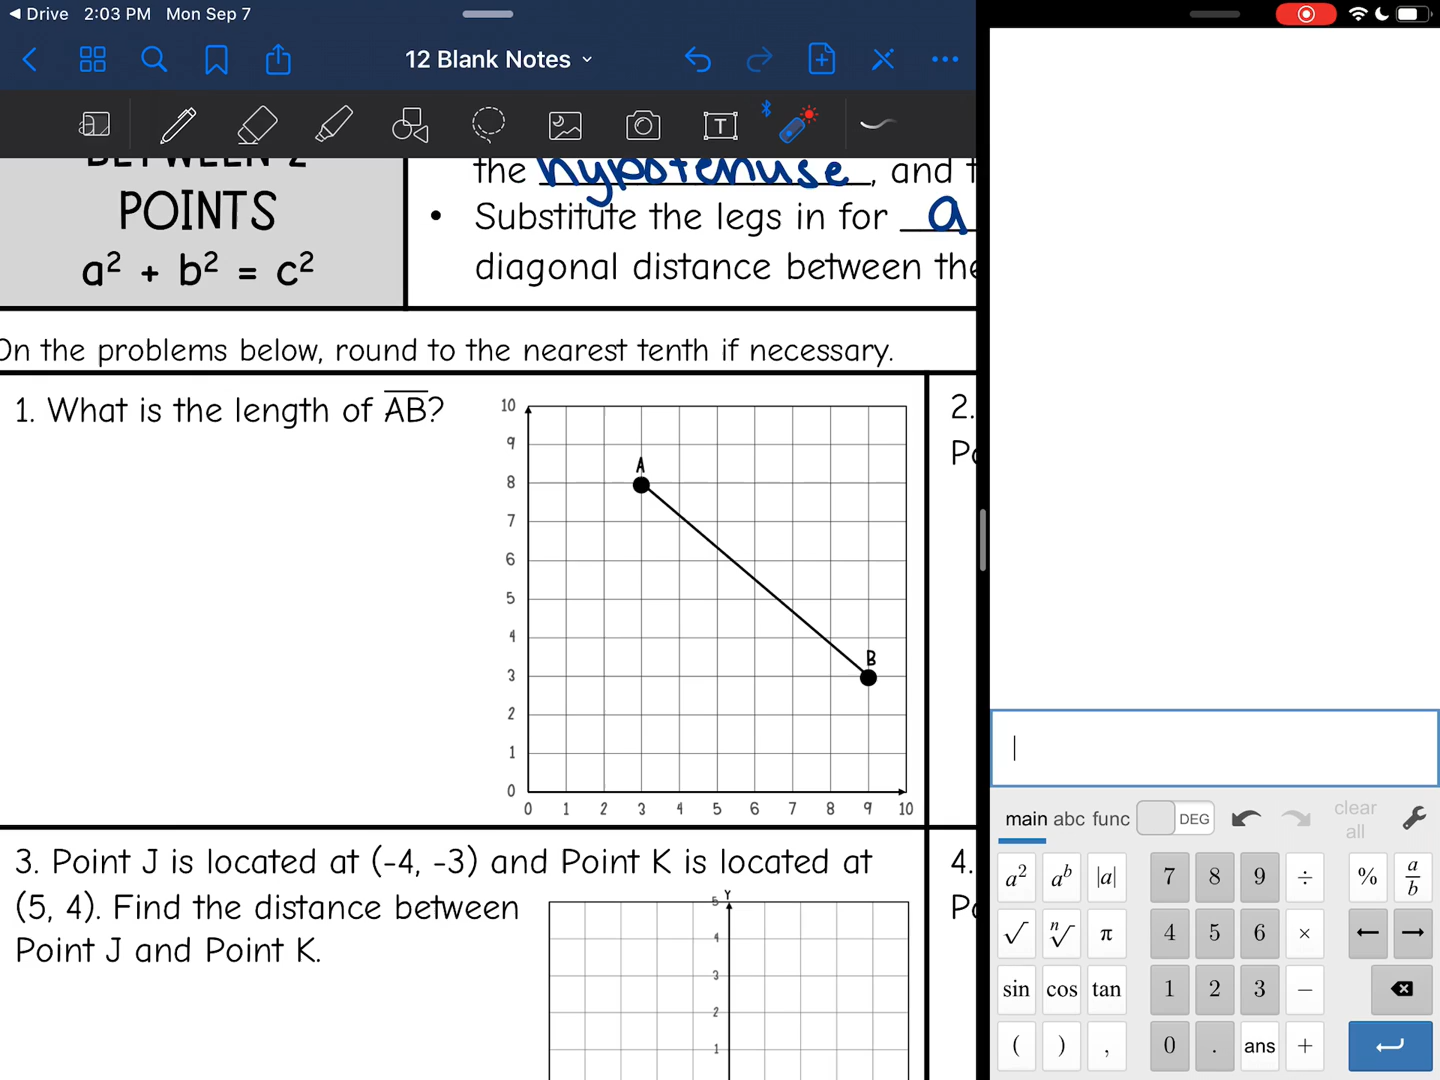 Drive 2:03 PM Mon Sep 7
12 Blank Notes
T
BETWEEN 2
POINTS
a² + b² = c²
the hypotenuse, and
• Substitute the legs in for a
diagonal distance between the
On the problems below, round to the nearest tenth if necessary.
1. What is the length of A̅B̅?
10
9
8
7
6
5
4
3
2
1
0
A
B
0 1 2 3 4 5 6 7 8 9 10
2.
3. Point J is located at (-4, -3) and Point K is located at
(5, 4). Find the distance between
Point J and Point K.
Y
5
4
3
2
1
4.
main abc func DEG clear
all
a² aᵇ |a| 7 8 9 ÷ % a/b
√ ⁿ√ π 4 5 6 × ← →
sin cos tan 1 2 3 −
( ) , 0 . ans +